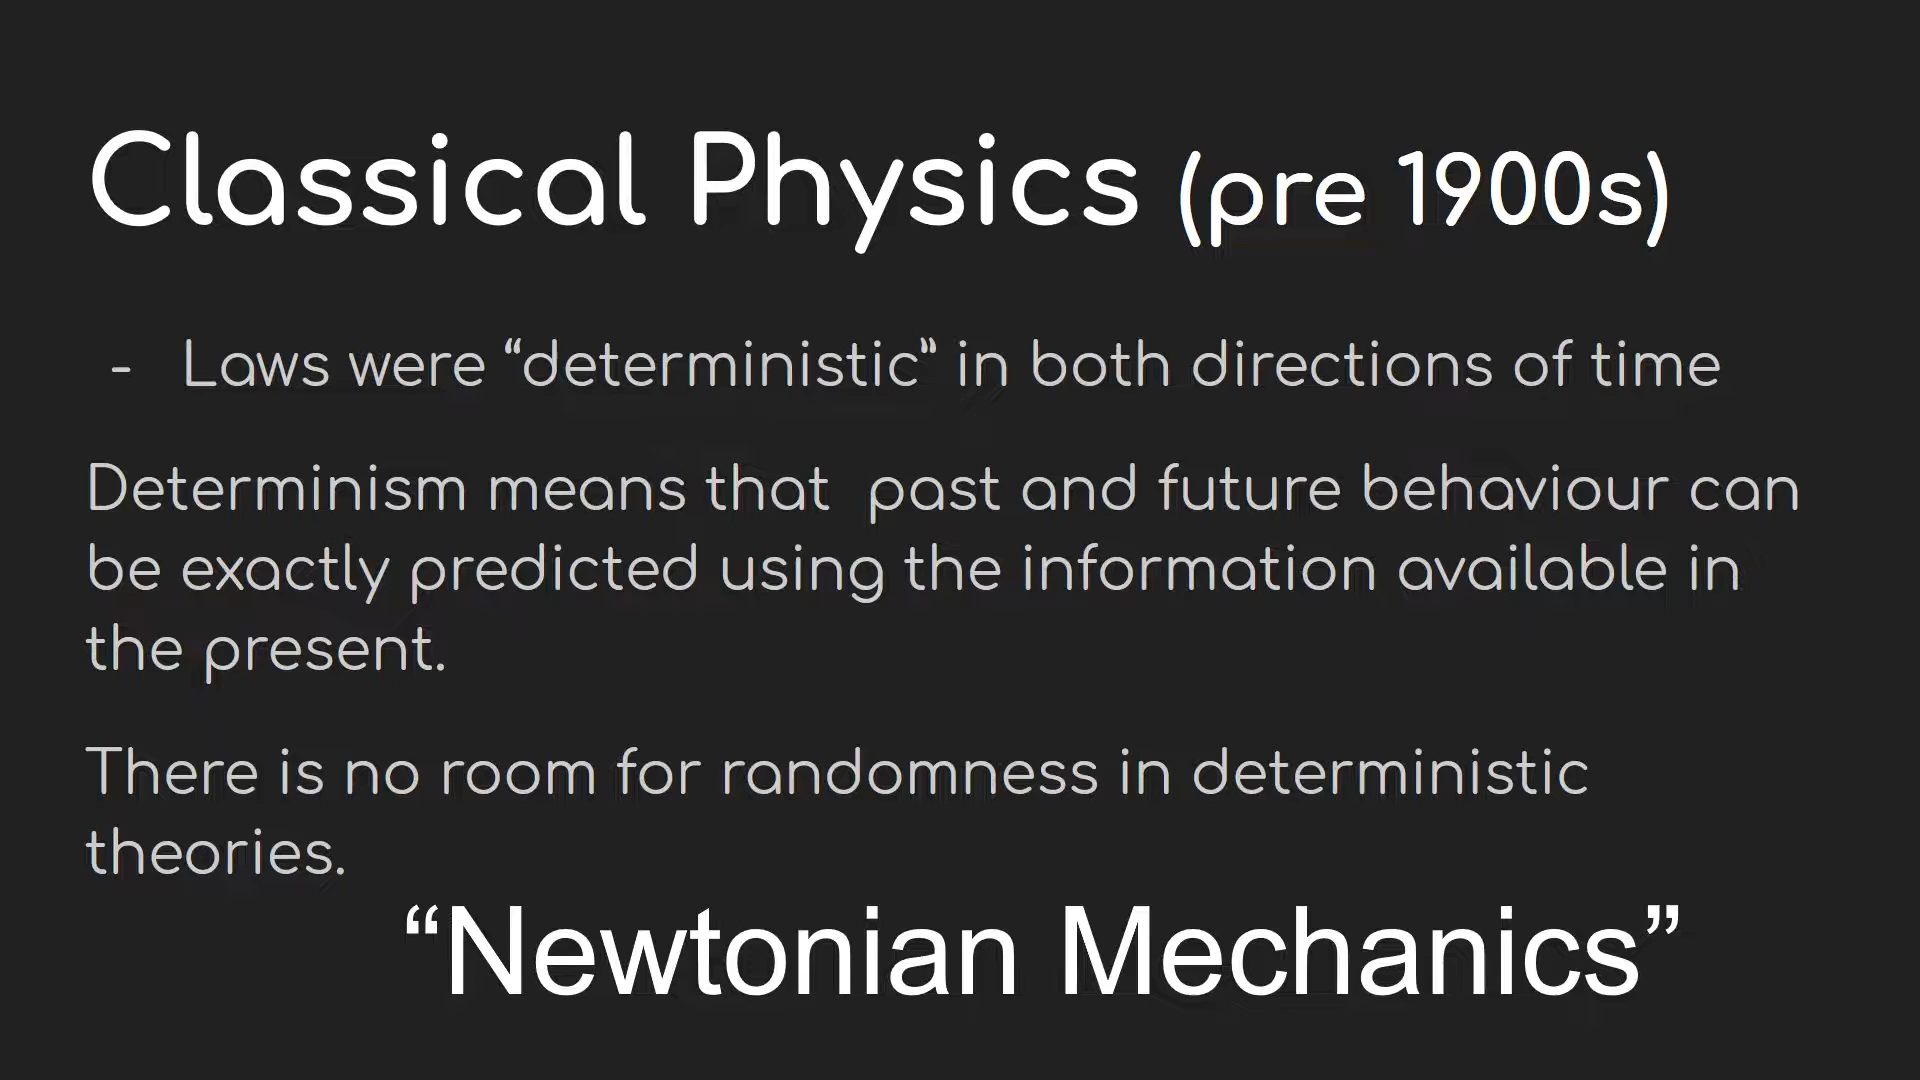 Classical Physics (pre 1900s)
- Laws were “deterministic” in both directions of time
Determinism means that  past and future behaviour can
be exactly predicted using the information available in
the present.
There is no room for randomness in deterministic
theories.
“Newtonian Mechanics”